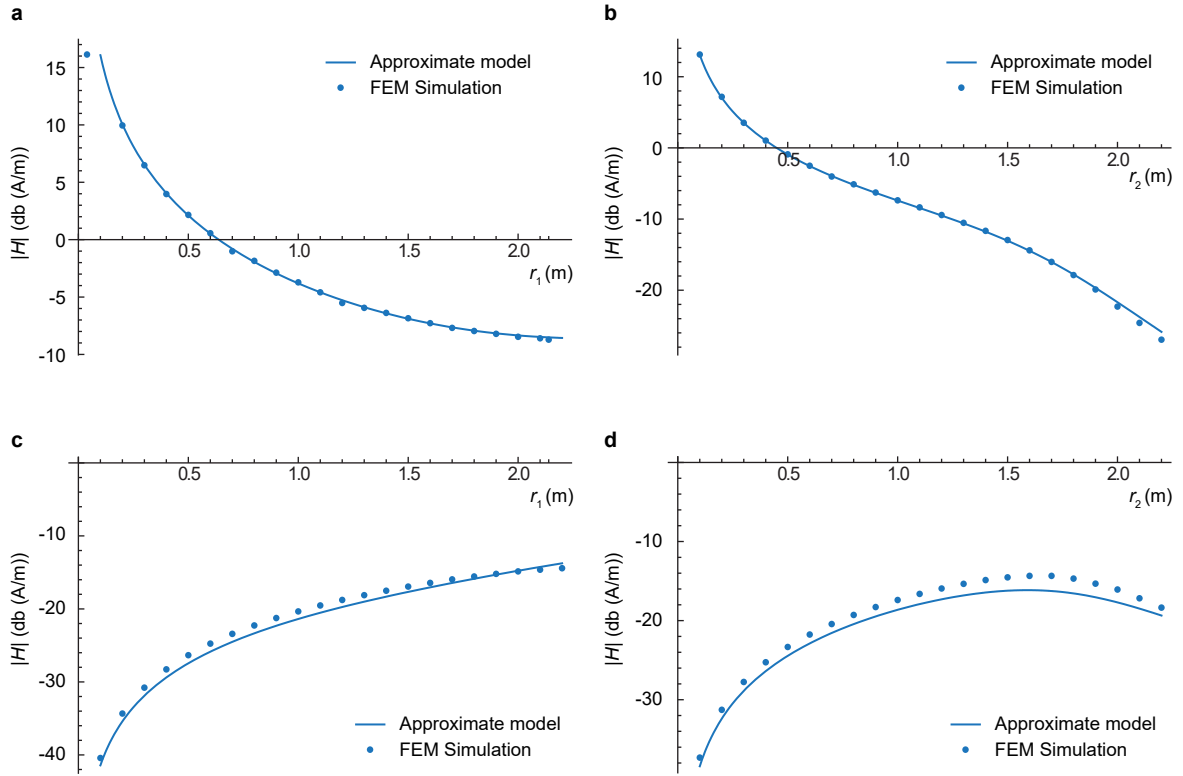 a
15
10
5
0
-5
-10
0.5 1.0 1.5 2.0
r1 (m)
|H| (db (A/m))
Approximate model
FEM Simulation
b
10
0
-10
-20
0.5 1.0 1.5 2.0
r2 (m)
|H| (db (A/m))
Approximate model
FEM Simulation
c
0.5 1.0 1.5 2.0
r1 (m)
-10
-20
-30
-40
|H| (db (A/m))
Approximate model
FEM Simulation
d
0.5 1.0 1.5 2.0
r2 (m)
-10
-20
-30
|H| (db (A/m))
Approximate model
FEM Simulation